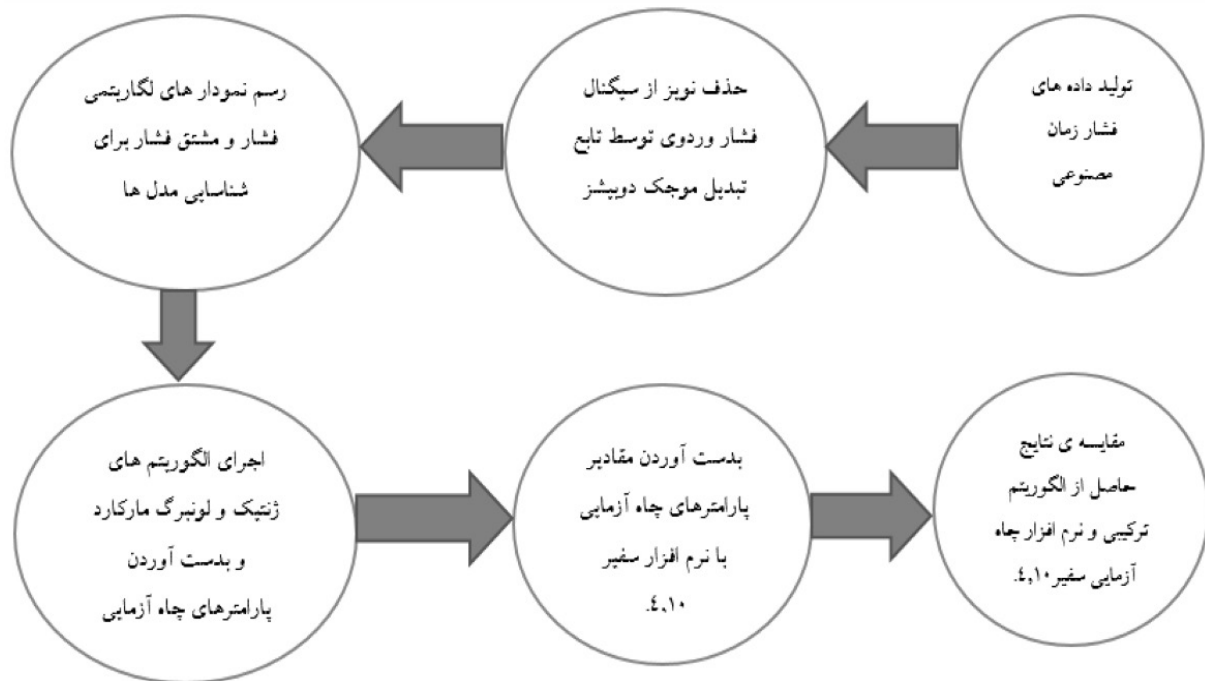 تولید داده های
فشار زمان
مصنوعی
حذف نویز از سیگنال
فشار وردوی توسط تابع
تبدیل موجک دوبیشز
رسم نمودار های لگاریتمی
فشار و مشتق فشار برای
شناسایی مدل ها
اجرای الگوریتم های
ژنتیک و لونبرگ مارکارد
و بدست آوردن
پارامترهای چاه آزمایی
بدست آوردن مقادیر
پارامترهای چاه آزمایی
با نرم افزار سفیر
٤,١٠.
مقایسه ی نتایج
حاصل از الگوریتم
ترکیبی و نرم افزار چاه
آزمایی سفیر٤,١٠.